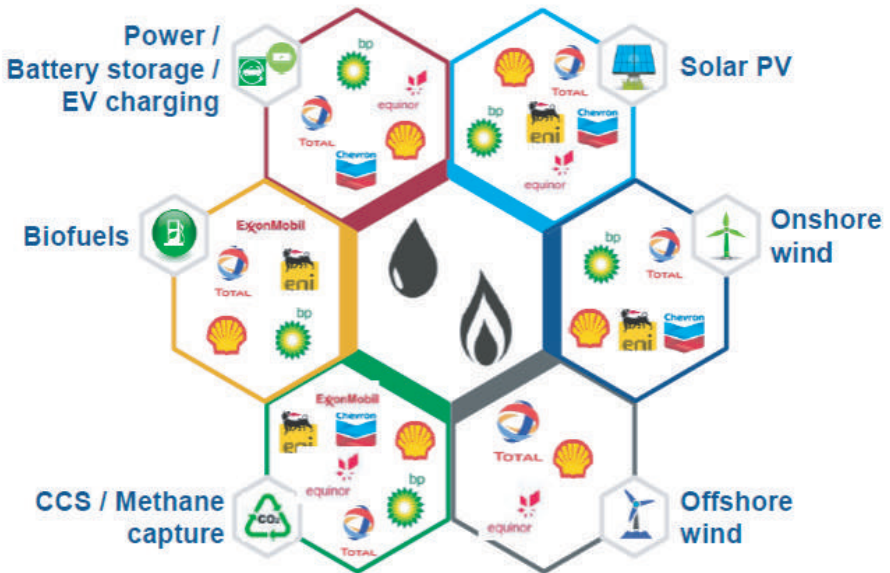 Power /
Battery storage /
EV charging
bp
equinor
TOTAL
Chevron
Solar PV
TOTAL
bp
eni
Chevron
equinor
Biofuels
ExxonMobil
TOTAL
eni
bp
Onshore
wind
bp
TOTAL
eni
Chevron
CCS / Methane
capture
CO₂
ExxonMobil
eni
Chevron
equinor
bp
TOTAL
Offshore
wind
TOTAL
equinor